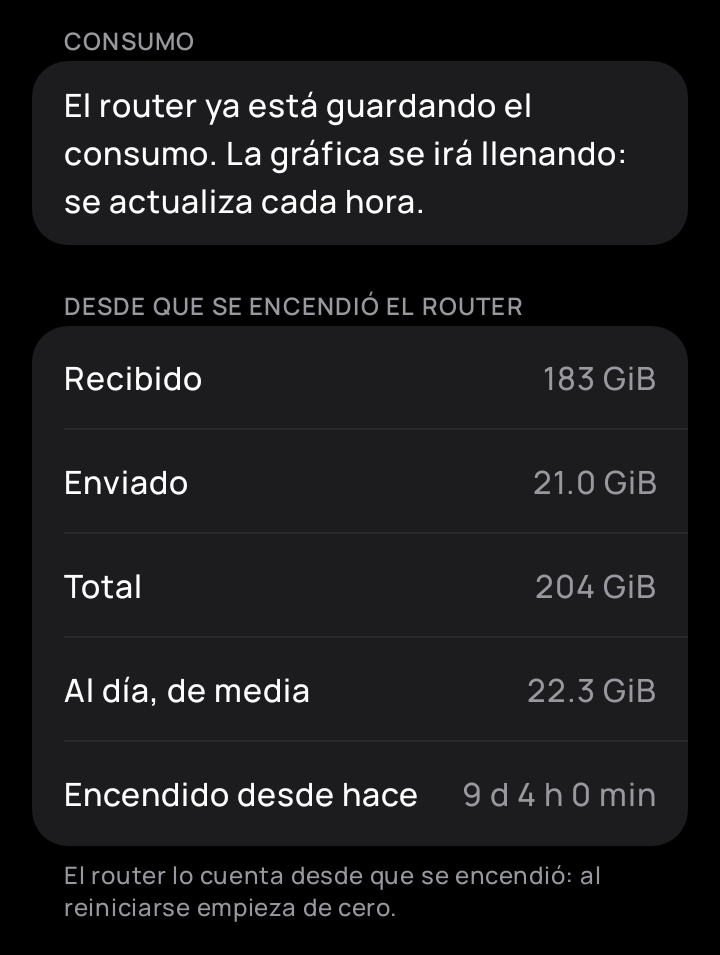 CONSUMO
El router ya está guardando el
consumo. La gráfica se irá llenando:
se actualiza cada hora.
DESDE QUE SE ENCENDIÓ EL ROUTER
Recibido 183 GiB
Enviado 21.0 GiB
Total 204 GiB
Al día, de media 22.3 GiB
Encendido desde hace 9 d 4 h 0 min
El router lo cuenta desde que se encendió: al
reiniciarse empieza de cero.